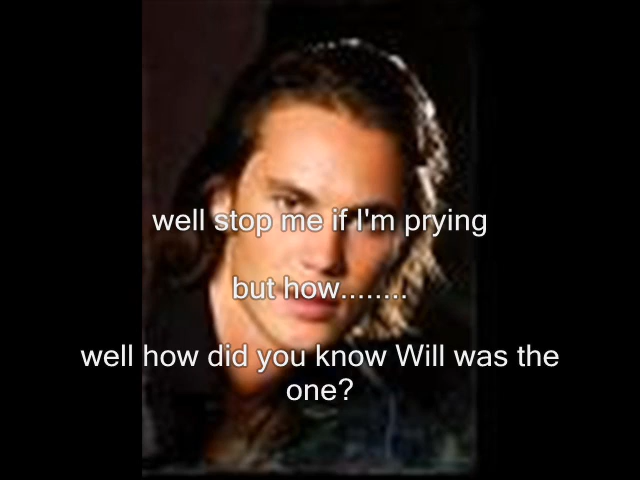 well stop me if I'm prying
but how........
well how did you know Will was the
one?